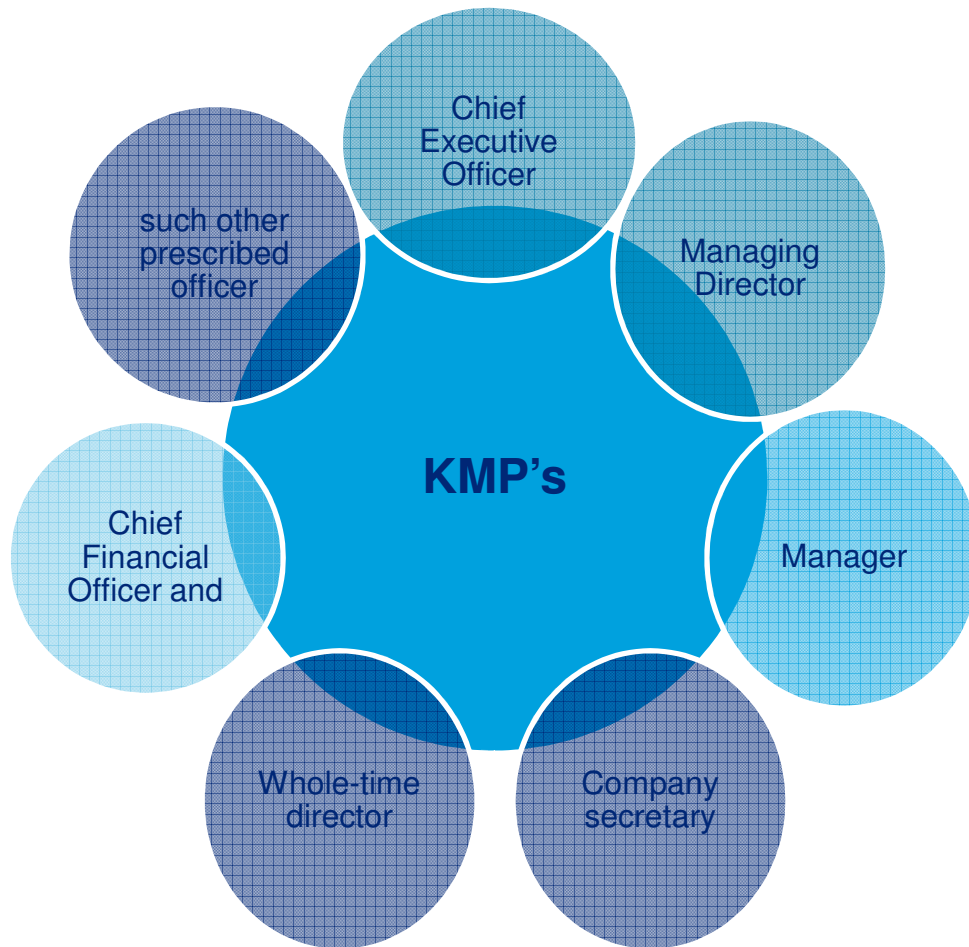 Chief
Executive
Officer
Managing
Director
Manager
Company
secretary
Whole-time
director
Chief
Financial
Officer and
such other
prescribed
officer
KMP's